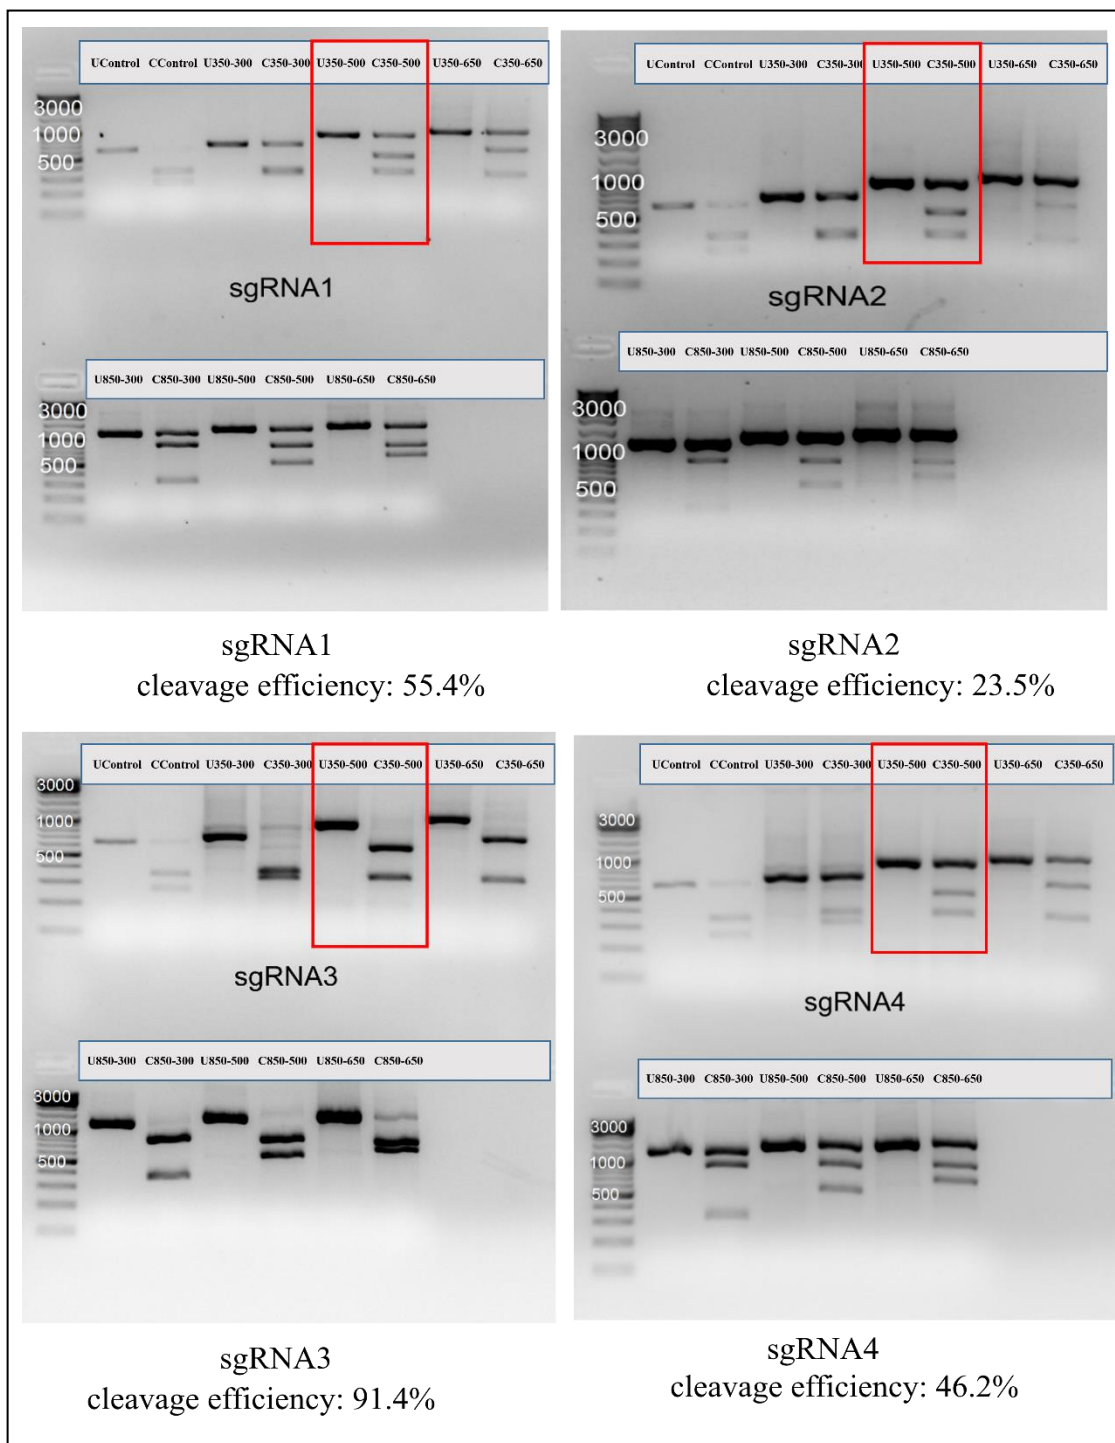 UControl CControl U350-300 C350-300 U350-500 C350-500 U350-650 C350-650
3000
1000
500
sgRNA1
U850-300 C850-300 U850-500 C850-500 U850-650 C850-650
3000
1000
500
sgRNA1
cleavage efficiency: 55.4%
UControl CControl U350-300 C350-300 U350-500 C350-500 U350-650 C350-650
3000
1000
500
sgRNA2
U850-300 C850-300 U850-500 C850-500 U850-650 C850-650
3000
1000
500
sgRNA2
cleavage efficiency: 23.5%
UControl CControl U350-300 C350-300 U350-500 C350-500 U350-650 C350-650
3000
1000
500
sgRNA3
U850-300 C850-300 U850-500 C850-500 U850-650 C850-650
3000
1000
500
sgRNA3
cleavage efficiency: 91.4%
UControl CControl U350-300 C350-300 U350-500 C350-500 U350-650 C350-650
3000
1000
500
sgRNA4
U850-300 C850-300 U850-500 C850-500 U850-650 C850-650
3000
1000
500
sgRNA4
cleavage efficiency: 46.2%